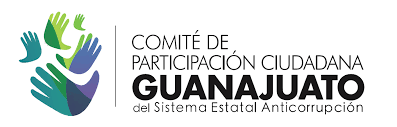 COMITÉ DE
PARTICIPACIÓN CIUDADANA
GUANAJUATO
del Sistema Estatal Anticorrupción